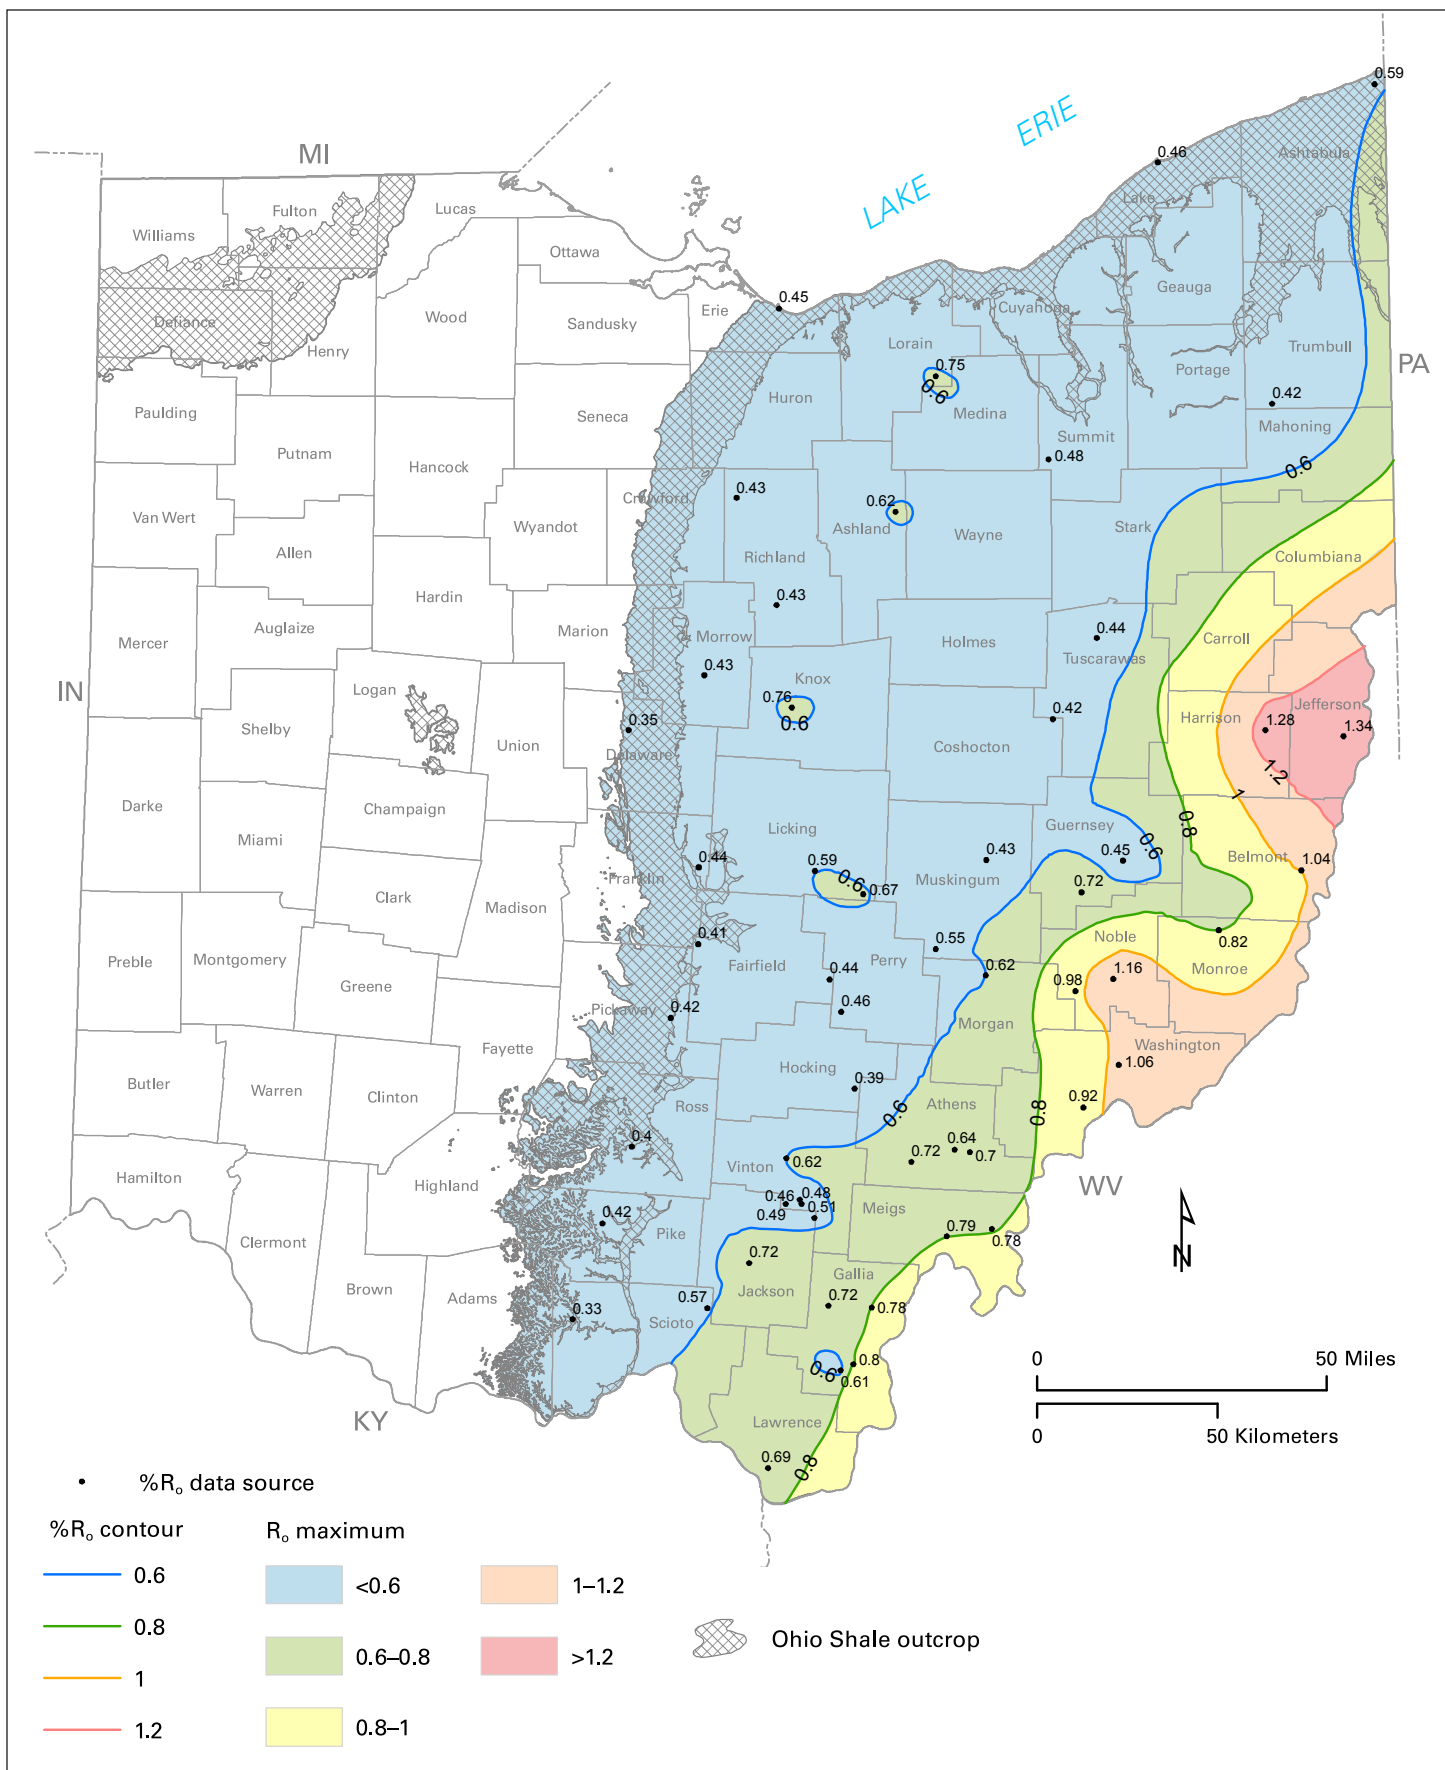 0.59
ERIE
0.46
Ashtabula
MI
LAKE
Lake
Fulton
Lucas
Williams
Ottawa
Geauga
0.45
Erie
Cuyahoga
Defiance
Wood
Sandusky
Henry
Lorain
Trumbull
PA
0.75
Portage
0.6
Huron
0.42
Paulding
Seneca
Medina
Mahoning
Summit
Putnam
0.48
Hancock
0.6
0.43
Crawford
0.62
Van Wert
Wyandot
Ashland
Wayne
Stark
Allen
Richland
Columbiana
Hardin
0.43
Auglaize
Marion
0.44
Mercer
Morrow
Holmes
Tuscarawas
Carroll
0.43
Knox
IN
Logan
0.76
0.6
0.42
Harrison
Jefferson
0.35
1.28
1.34
Shelby
Union
Delaware
Coshocton
1.2
Darke
Champaign
1
Miami
Licking
Guernsey
0.8
0.6
0.44
0.59
0.43
0.45
Belmont
1.04
Franklin
0.6
0.67
Muskingum
0.72
Clark
Madison
0.41
0.55
Noble
0.82
Preble
Montgomery
Fairfield
Perry
Monroe
Greene
0.44
0.62
0.98
1.16
0.46
Pickaway
0.42
Morgan
Fayette
Washington
Hocking
1.06
Butler
Warren
Clinton
0.39
Ross
0.6
Athens
0.8
0.92
0.4
0.64
0.72
0.7
Vinton
0.62
Hamilton
Highland
WV
0.46
0.48
0.49
0.51
0.42
Meigs
Pike
0.79
0.78
Clermont
0.72
N
Gallia
Brown
Adams
Jackson
0.57
0.72
0.78
0.33
Scioto
0.8
0.6
0.61
0
50 Miles
KY
Lawrence
0
50 Kilometers
0.69
0.8
%Ro data source
%Ro contour
Ro maximum
0.6
<0.6
1–1.2
0.8
0.6–0.8
>1.2
Ohio Shale outcrop
1
0.8–1
1.2